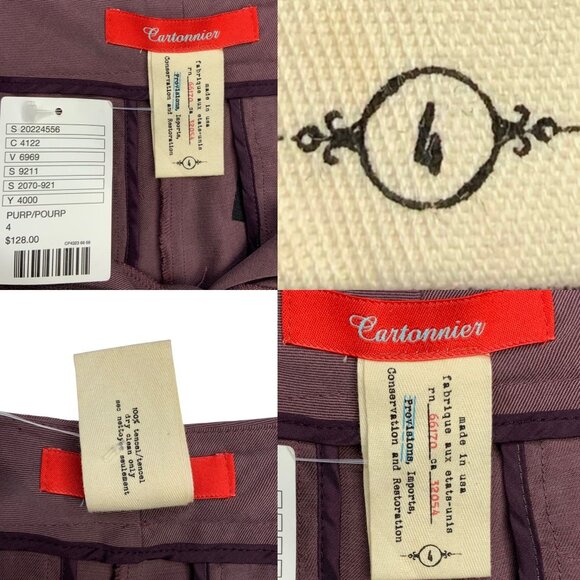 Cartonnier
made in usa
fabrique aux etats-unis
rn 66170 ca 32054
Provisions, Imports,
Conservation and Restoration
4
S 20224556
C 4122
V 6969
S 9211
S 2070-921
Y 4000
PURP/POURP
4
$128.00
4
100% tencel/tencel
dry clean only
sec nettoyer seulement
Cartonnier
made in usa
fabrique aux etats-unis
rn 66170 ca 32054
Provisions, Imports,
Conservation and Restoration
4